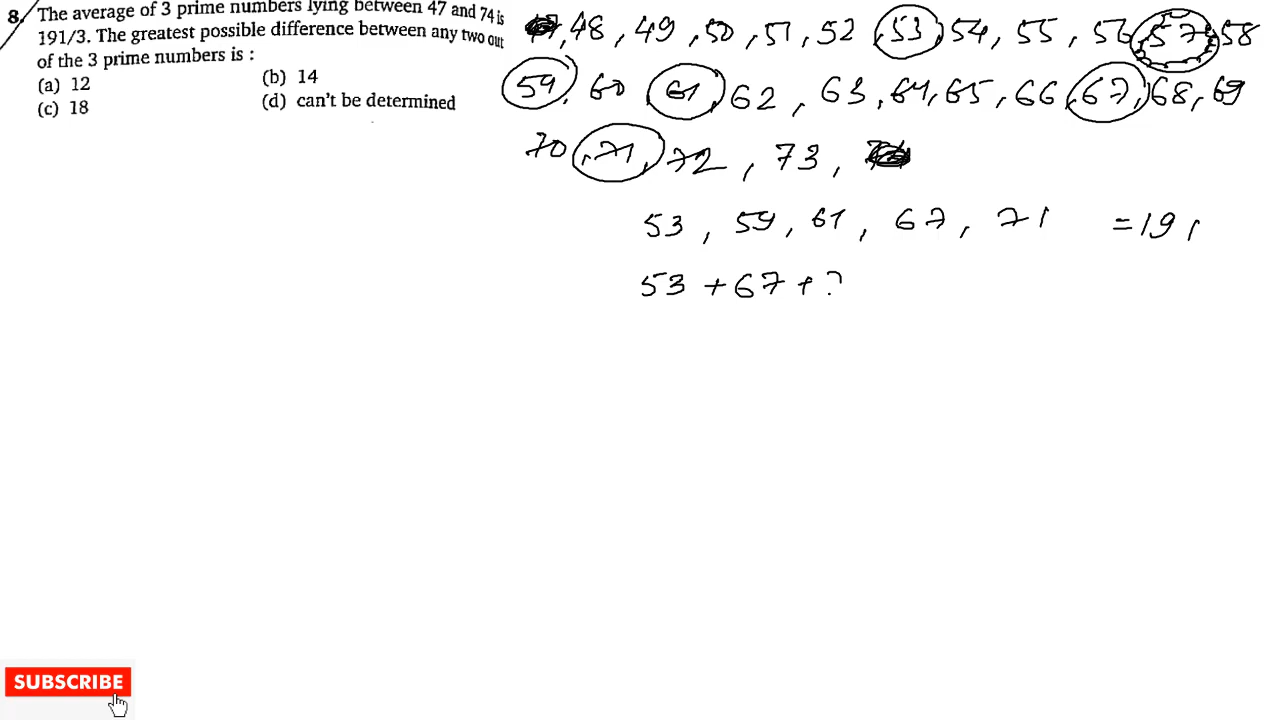 8. The average of 3 prime numbers lying between 47 and 74 is
191/3. The greatest possible difference between any two out
of the 3 prime numbers is :
(a) 12 (b) 14
(c) 18 (d) can't be determined
, 48 , 49 , 50 , 51 , 52 , 53 , 54 , 55 , 56 , 57 , 58
59 , 60 , 61 , 62 , 63 , 64 , 65 , 66 , 67 , 68 , 69
70 , 71 , 72 , 73 ,
53 , 59 , 61 , 67 , 71 = 191
53 + 67 + ?
SUBSCRIBE